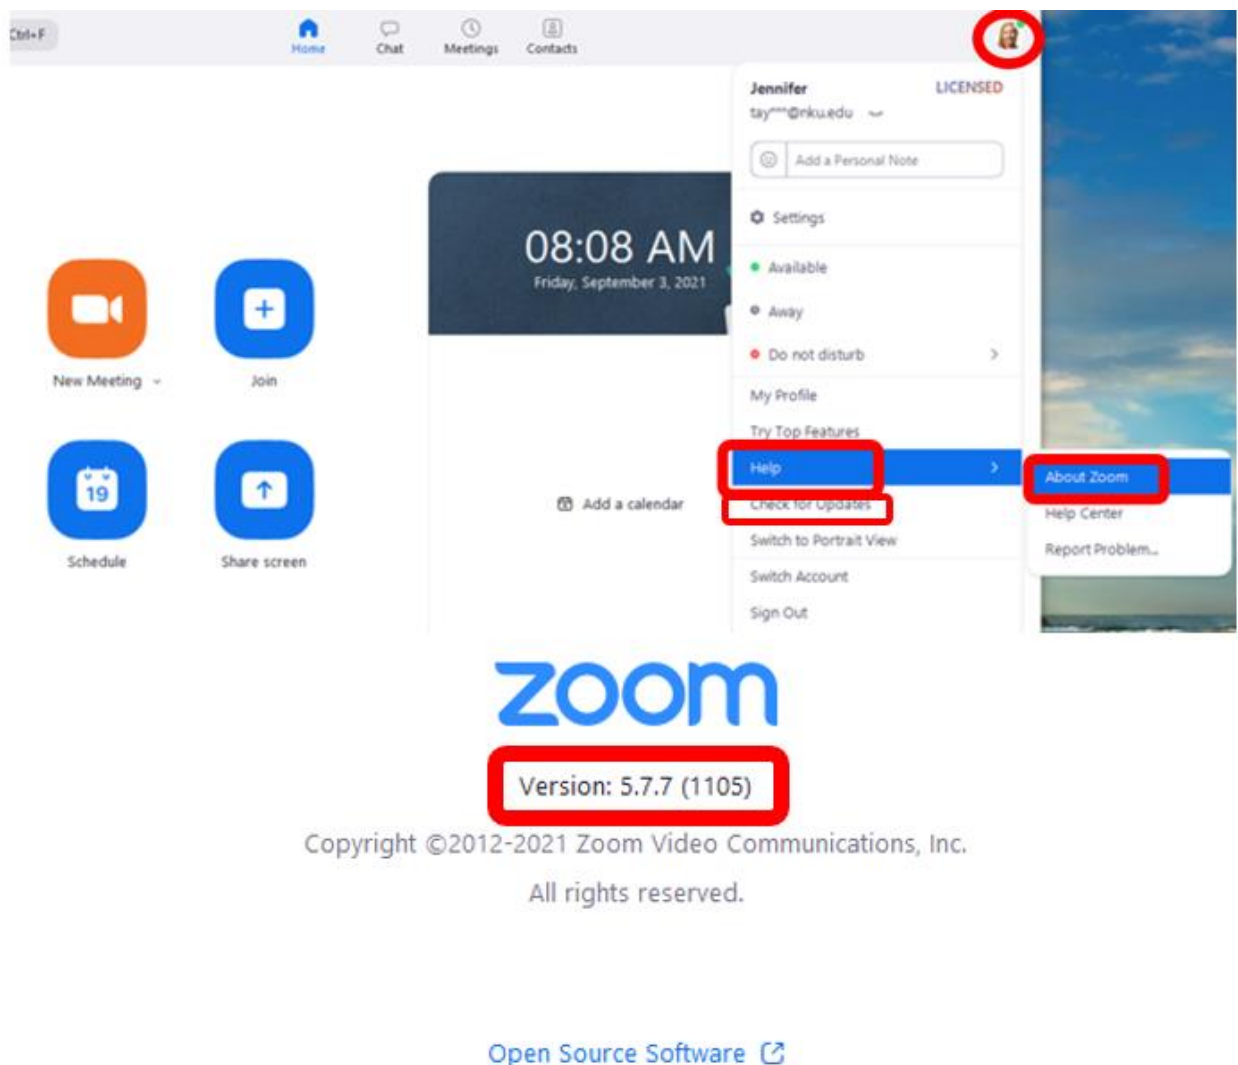 Ctrl+F
Home
Chat
Meetings
Contacts
Jennifer
LICENSED
tay***@nku.edu
Add a Personal Note
Settings
08:08 AM
Friday, September 3, 2021
Available
Away
Do not disturb
New Meeting
Join
My Profile
Try Top Features
Help
About Zoom
19
Add a calendar
Check for Updates
Help Center
Switch to Portrait View
Report Problem...
Schedule
Share screen
Switch Account
Sign Out
zoom
Version: 5.7.7 (1105)
Copyright ©2012-2021 Zoom Video Communications, Inc.
All rights reserved.
Open Source Software